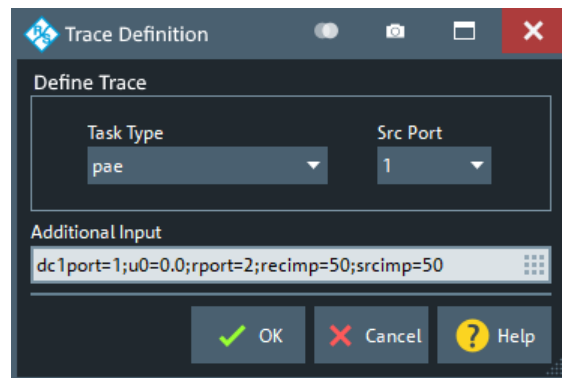 R&S Trace Definition
Define Trace
Task Type Src Port
pae 1
Additional Input
dc1port=1;u0=0.0;rport=2;recimp=50;srcimp=50
OK Cancel ? Help